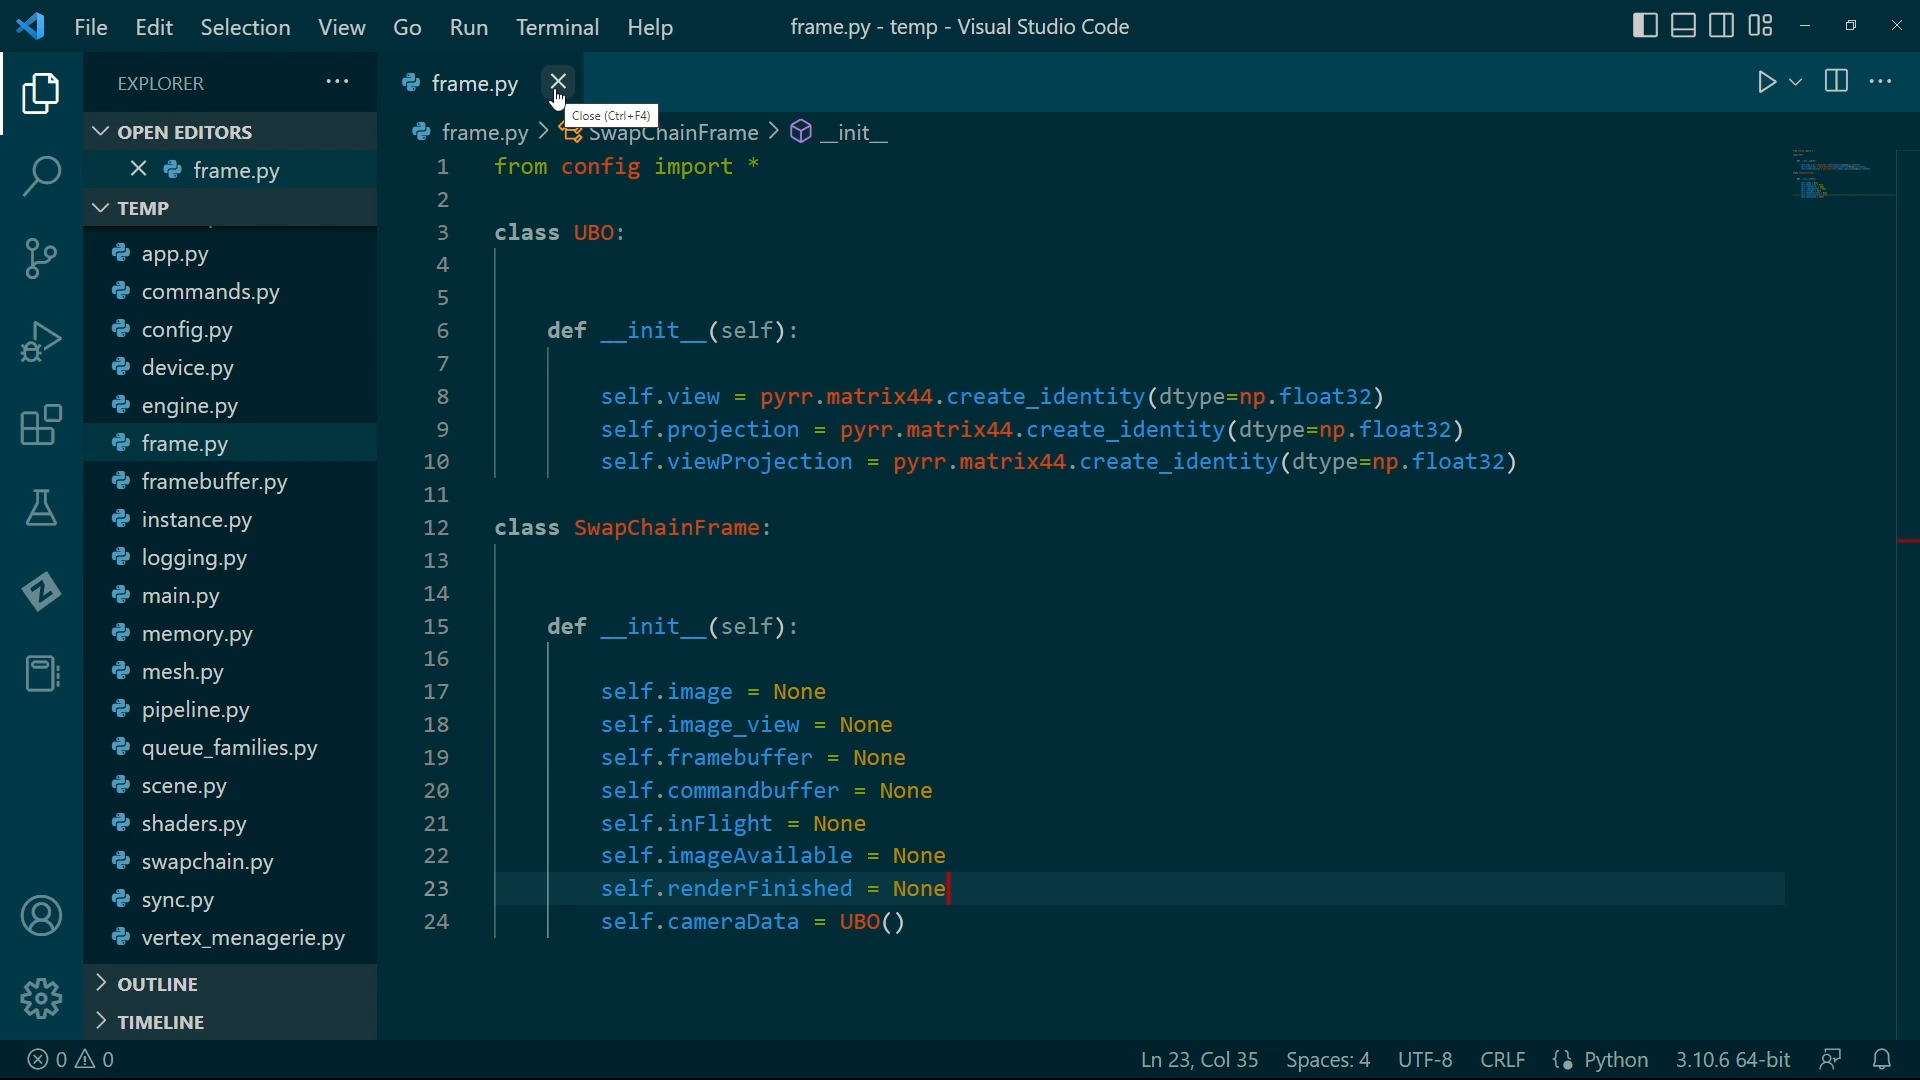 File Edit Selection View Go Run Terminal Help
frame.py - temp - Visual Studio Code
EXPLORER
OPEN EDITORS
frame.py
TEMP
app.py
commands.py
config.py
device.py
engine.py
frame.py
framebuffer.py
instance.py
logging.py
main.py
memory.py
mesh.py
pipeline.py
queue_families.py
scene.py
shaders.py
swapchain.py
sync.py
vertex_menagerie.py
OUTLINE
TIMELINE
frame.py
Close (Ctrl+F4)
frame.py > SwapChainFrame > __init__
1 from config import *
2
3 class UBO:
4
5
6 def __init__(self):
7
8 self.view = pyrr.matrix44.create_identity(dtype=np.float32)
9 self.projection = pyrr.matrix44.create_identity(dtype=np.float32)
10 self.viewProjection = pyrr.matrix44.create_identity(dtype=np.float32)
11
12 class SwapChainFrame:
13
14
15 def __init__(self):
16
17 self.image = None
18 self.image_view = None
19 self.framebuffer = None
20 self.commandbuffer = None
21 self.inFlight = None
22 self.imageAvailable = None
23 self.renderFinished = None
24 self.cameraData = UBO()
0 0
Ln 23, Col 35 Spaces: 4 UTF-8 CRLF Python 3.10.6 64-bit